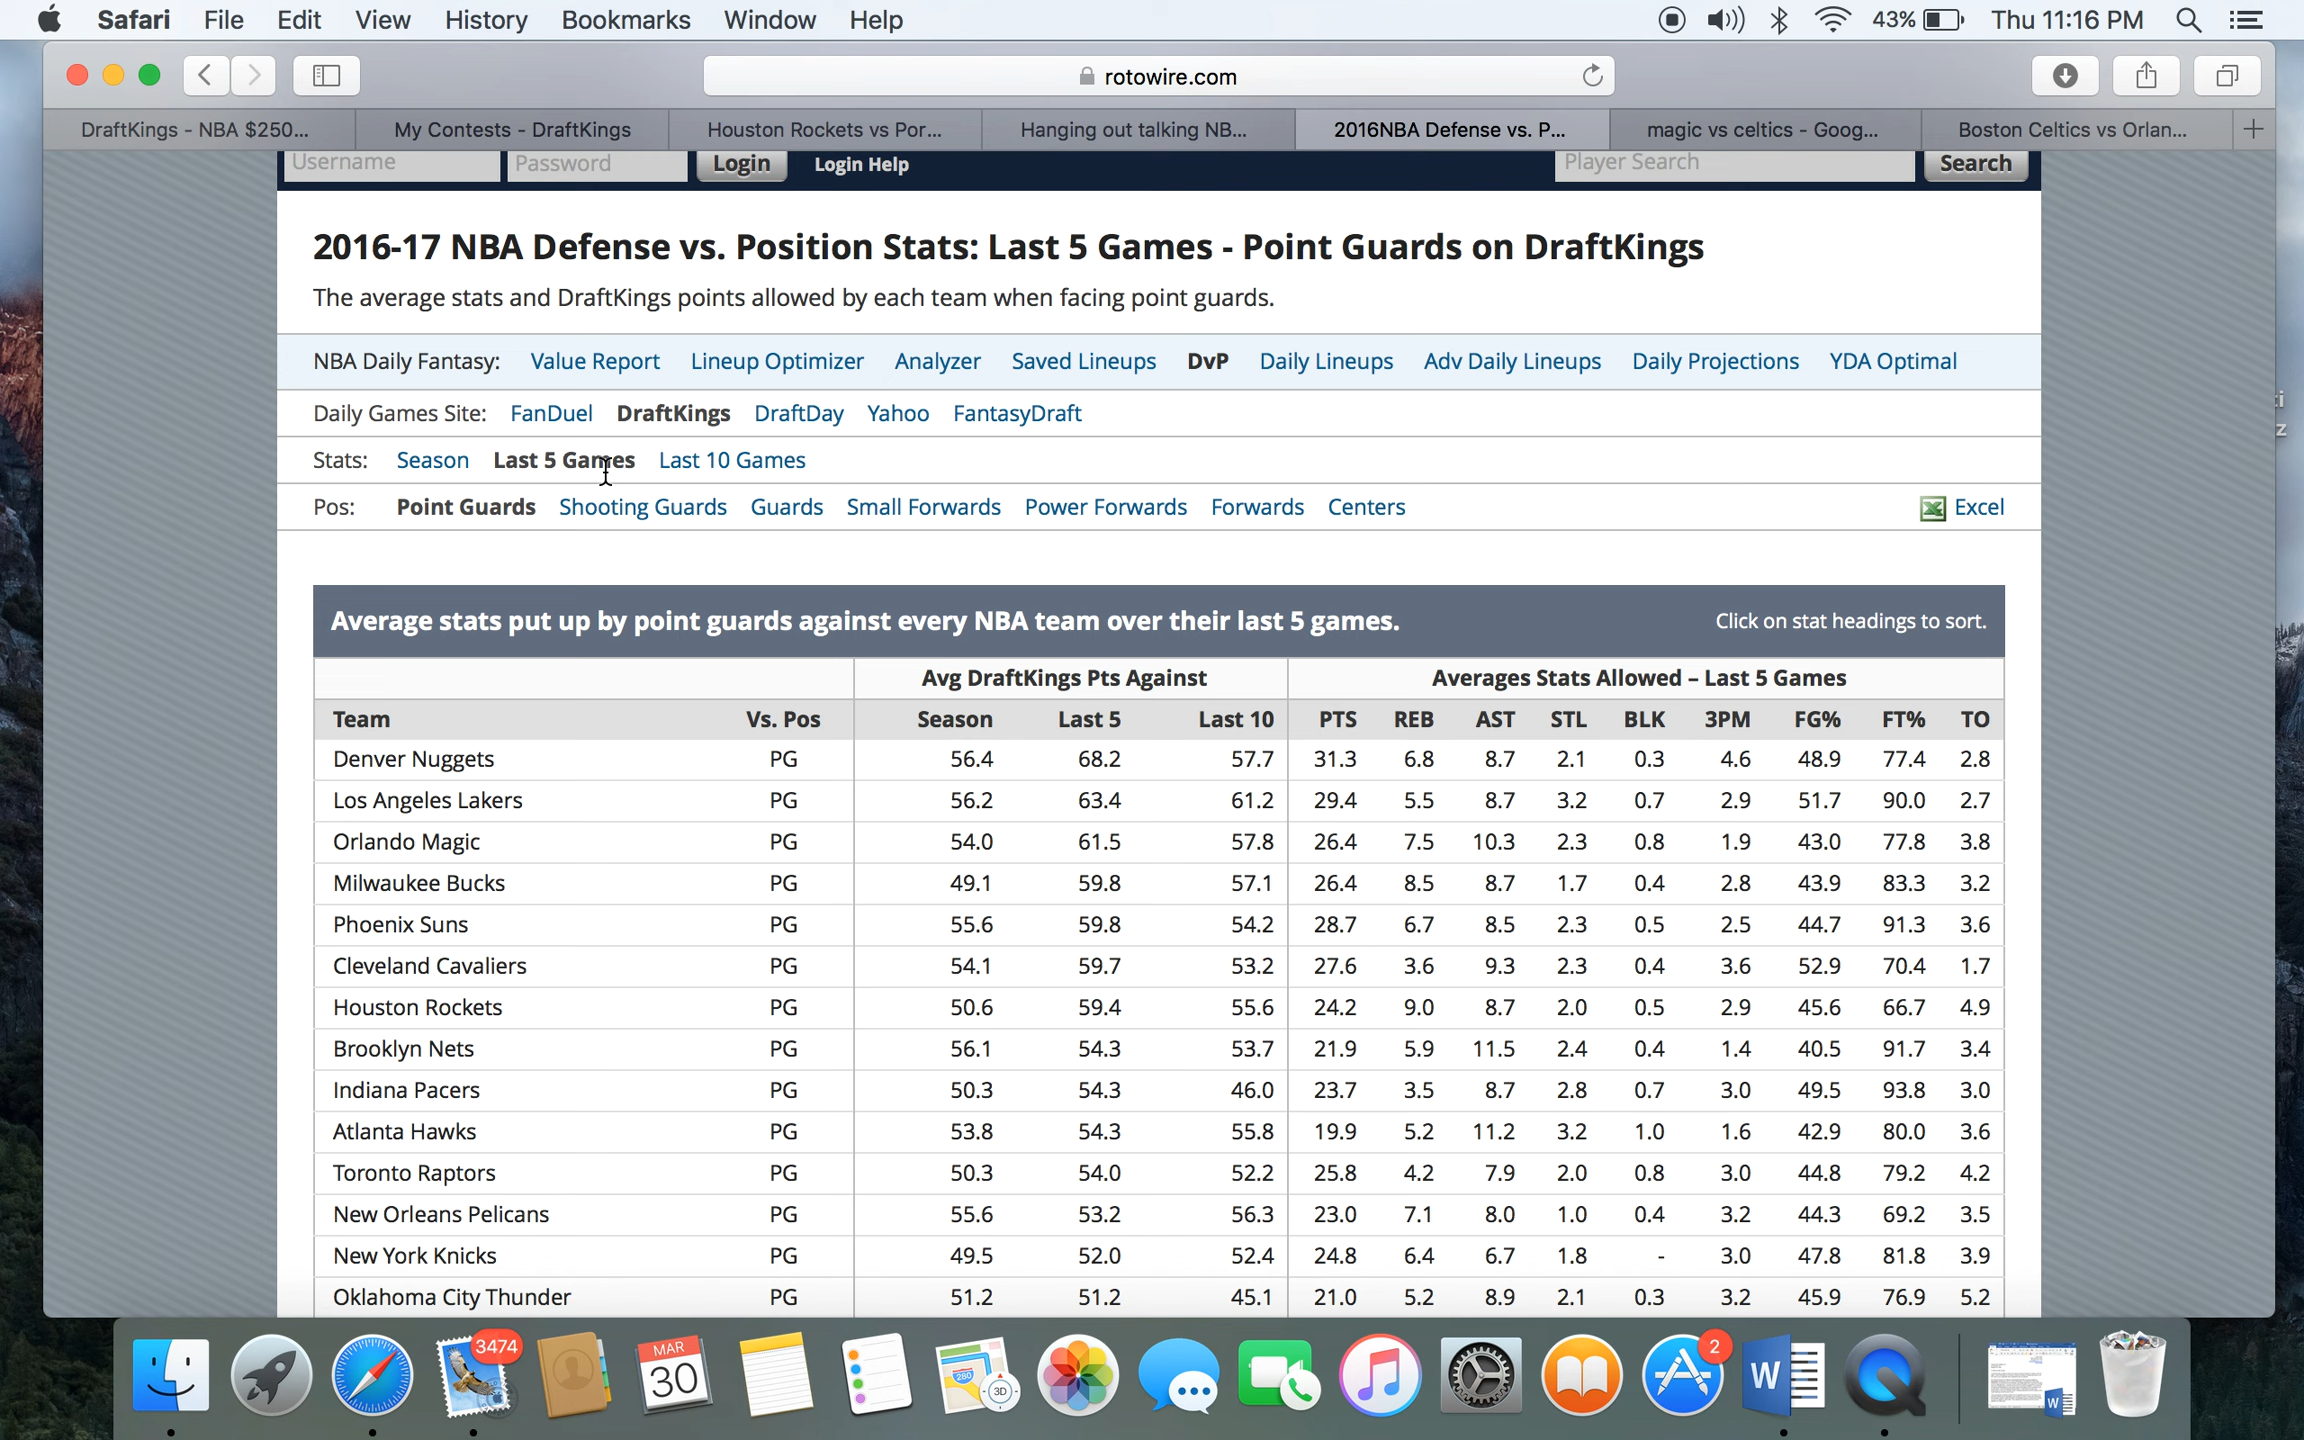 Safari File Edit View History Bookmarks Window Help 43% Thu 11:16 PM
rotowire.com
DraftKings - NBA $250... My Contests - DraftKings Houston Rockets vs Por... Hanging out talking NB... 2016NBA Defense vs. P... magic vs celtics - Goog... Boston Celtics vs Orlan...
Username Password Login Login Help Player Search Search
2016-17 NBA Defense vs. Position Stats: Last 5 Games - Point Guards on DraftKings
The average stats and DraftKings points allowed by each team when facing point guards.
NBA Daily Fantasy: Value Report Lineup Optimizer Analyzer Saved Lineups DvP Daily Lineups Adv Daily Lineups Daily Projections YDA Optimal
Daily Games Site: FanDuel DraftKings DraftDay Yahoo FantasyDraft
Stats: Season Last 5 Games Last 10 Games
Pos: Point Guards Shooting Guards Guards Small Forwards Power Forwards Forwards Centers Excel
Average stats put up by point guards against every NBA team over their last 5 games. Click on stat headings to sort.
Avg DraftKings Pts Against Averages Stats Allowed – Last 5 Games
Team Vs. Pos Season Last 5 Last 10 PTS REB AST STL BLK 3PM FG% FT% TO
Denver Nuggets PG 56.4 68.2 57.7 31.3 6.8 8.7 2.1 0.3 4.6 48.9 77.4 2.8
Los Angeles Lakers PG 56.2 63.4 61.2 29.4 5.5 8.7 3.2 0.7 2.9 51.7 90.0 2.7
Orlando Magic PG 54.0 61.5 57.8 26.4 7.5 10.3 2.3 0.8 1.9 43.0 77.8 3.8
Milwaukee Bucks PG 49.1 59.8 57.1 26.4 8.5 8.7 1.7 0.4 2.8 43.9 83.3 3.2
Phoenix Suns PG 55.6 59.8 54.2 28.7 6.7 8.5 2.3 0.5 2.5 44.7 91.3 3.6
Cleveland Cavaliers PG 54.1 59.7 53.2 27.6 3.6 9.3 2.3 0.4 3.6 52.9 70.4 1.7
Houston Rockets PG 50.6 59.4 55.6 24.2 9.0 8.7 2.0 0.5 2.9 45.6 66.7 4.9
Brooklyn Nets PG 56.1 54.3 53.7 21.9 5.9 11.5 2.4 0.4 1.4 40.5 91.7 3.4
Indiana Pacers PG 50.3 54.3 46.0 23.7 3.5 8.7 2.8 0.7 3.0 49.5 93.8 3.0
Atlanta Hawks PG 53.8 54.3 55.8 19.9 5.2 11.2 3.2 1.0 1.6 42.9 80.0 3.6
Toronto Raptors PG 50.3 54.0 52.2 25.8 4.2 7.9 2.0 0.8 3.0 44.8 79.2 4.2
New Orleans Pelicans PG 55.6 53.2 56.3 23.0 7.1 8.0 1.0 0.4 3.2 44.3 69.2 3.5
New York Knicks PG 49.5 52.0 52.4 24.8 6.4 6.7 1.8 - 3.0 47.8 81.8 3.9
Oklahoma City Thunder PG 51.2 51.2 45.1 21.0 5.2 8.9 2.1 0.3 3.2 45.9 76.9 5.2
3474 MAR 30 280 3D 2 W W